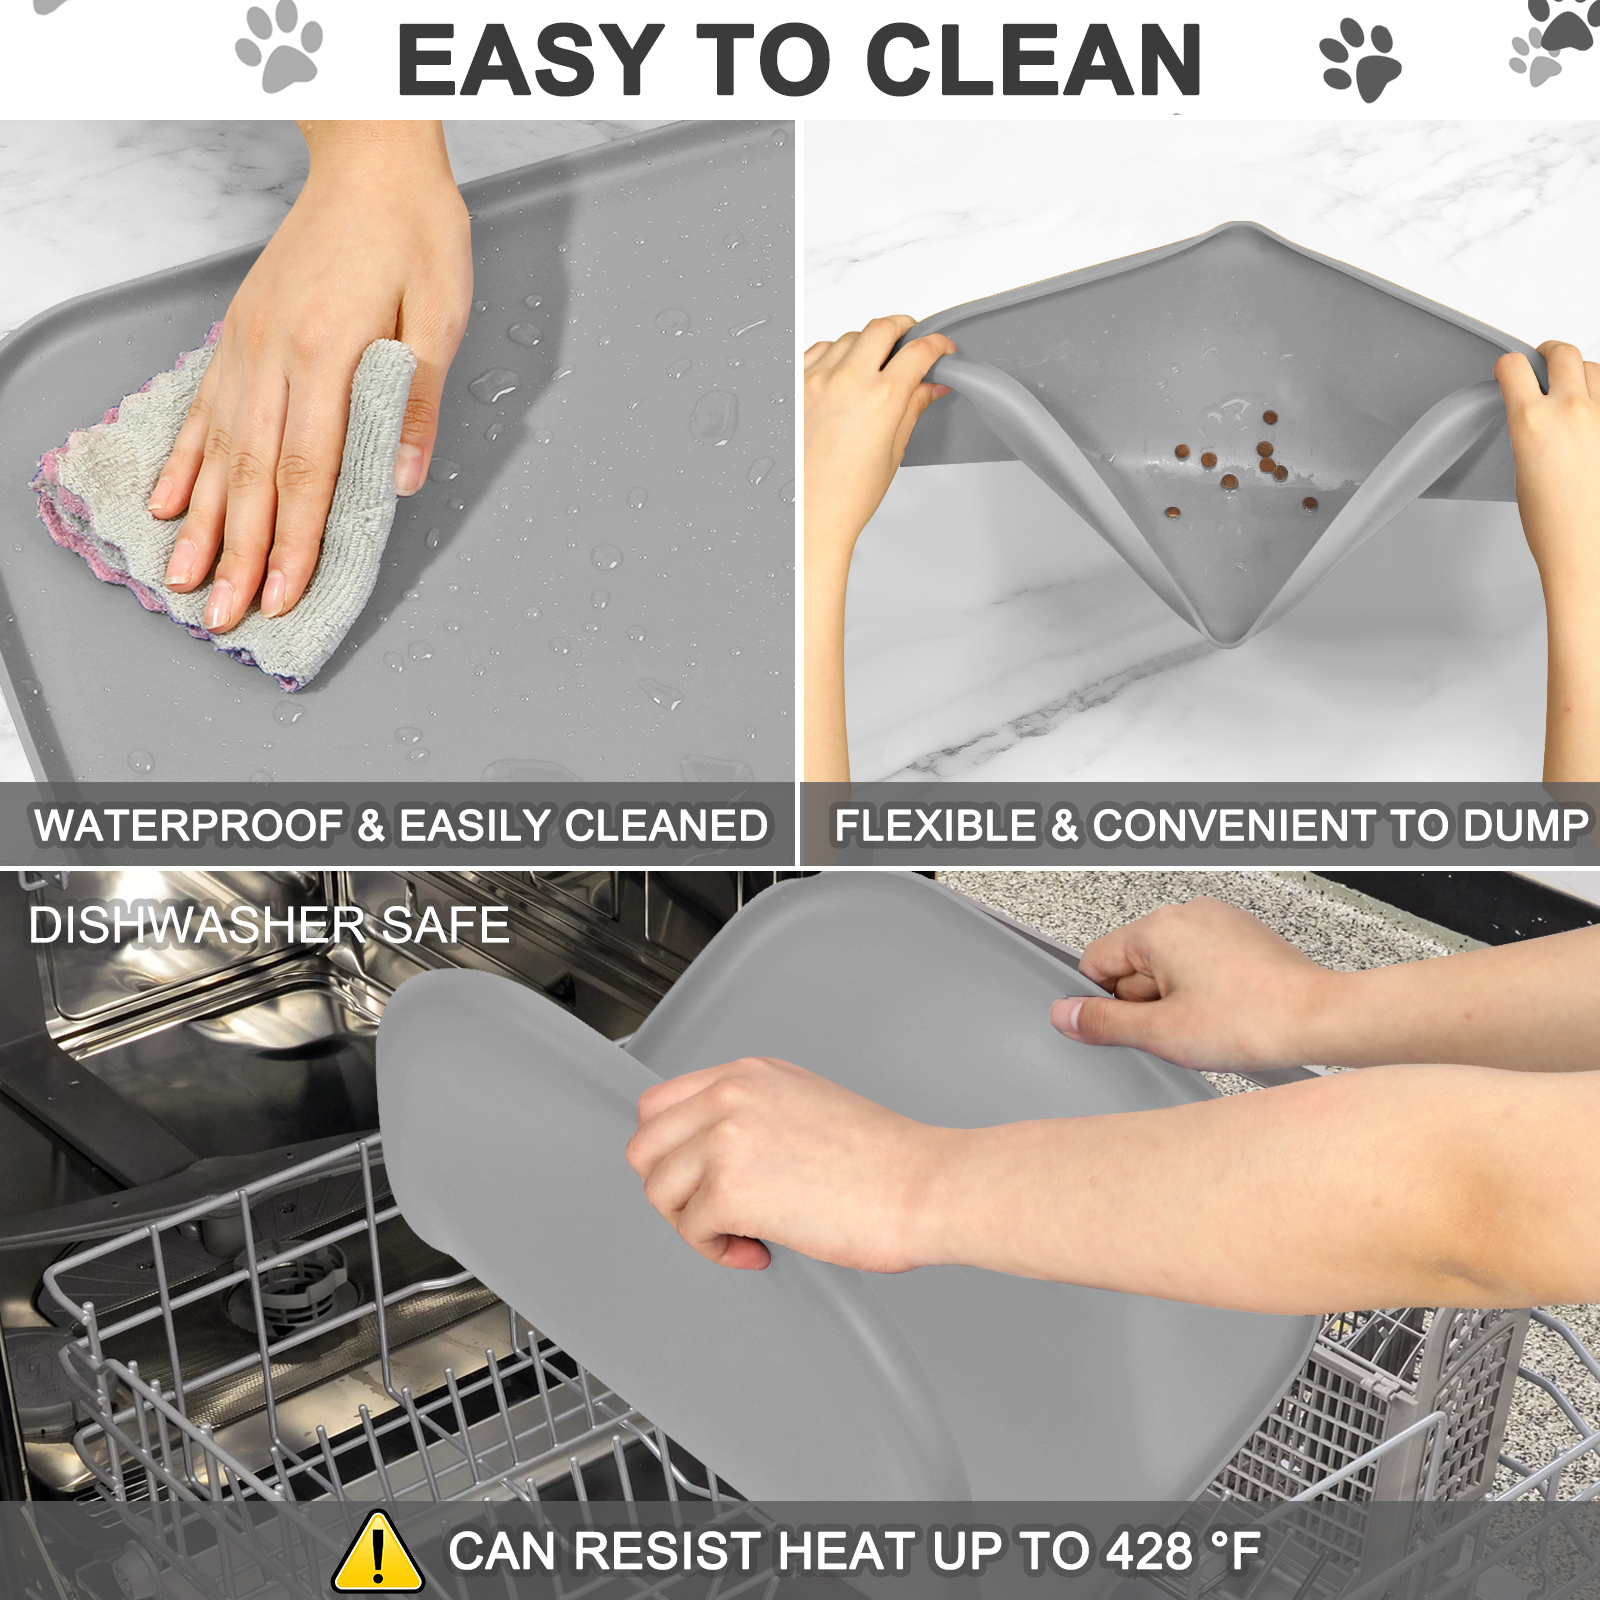 EASY TO CLEAN
WATERPROOF & EASILY CLEANED
FLEXIBLE & CONVENIENT TO DUMP
DISHWASHER SAFE
CAN RESIST HEAT UP TO 428 °F